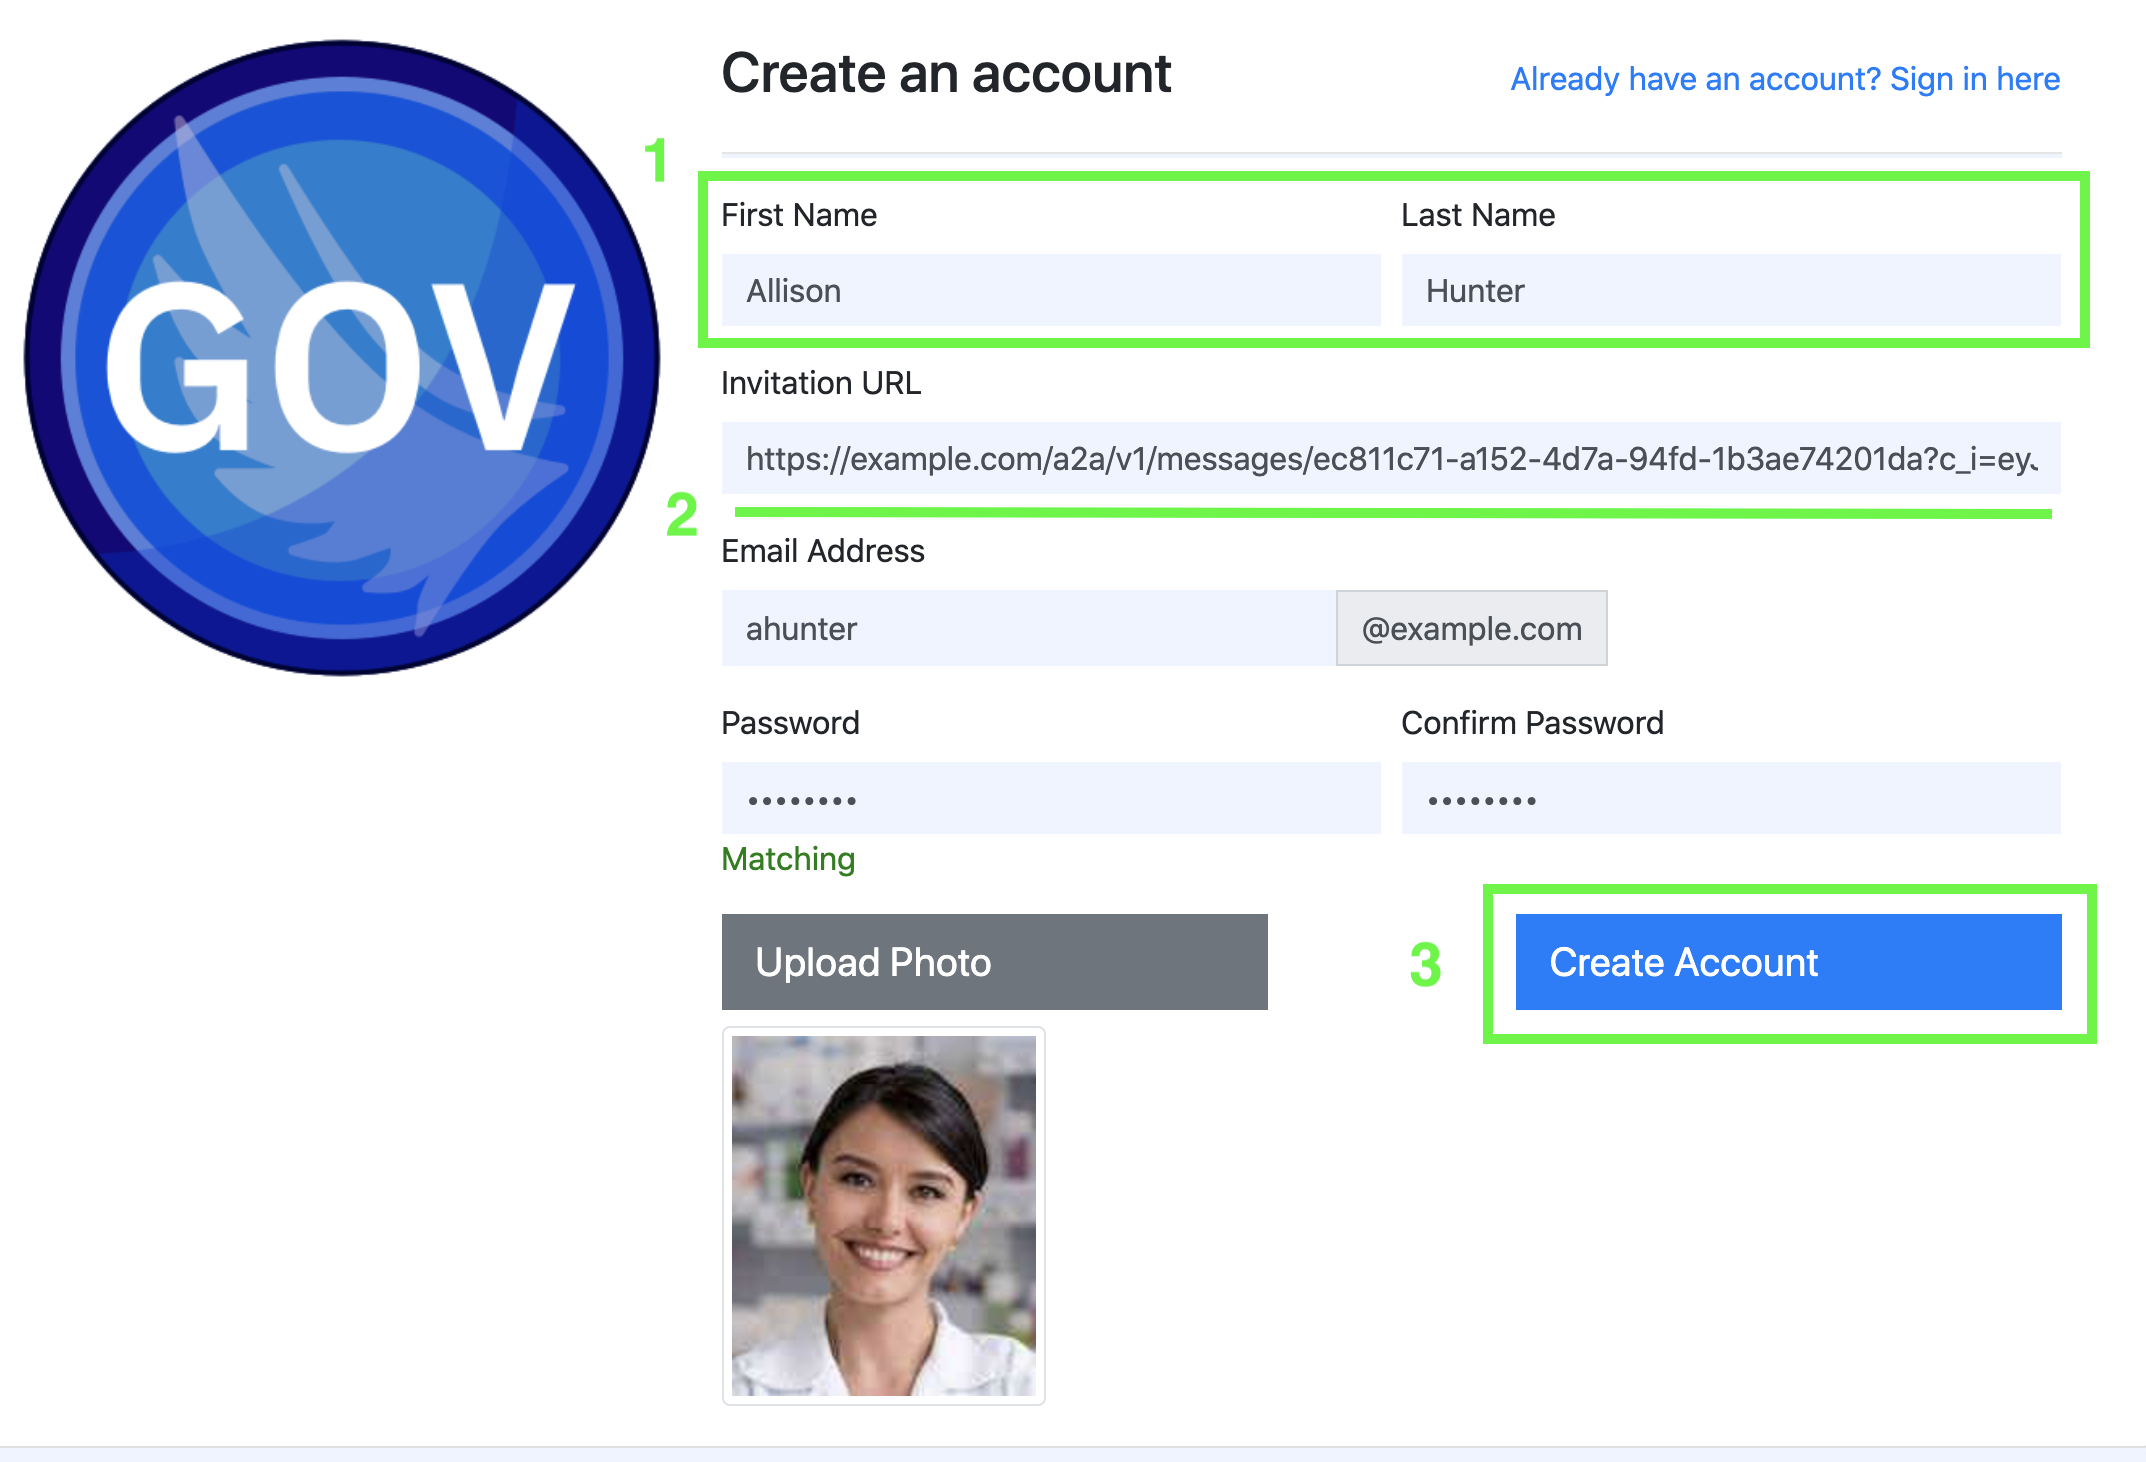 GOV
Create an account
Already have an account? Sign in here
1
First Name
Last Name
Allison
Hunter
Invitation URL
https://example.com/a2a/v1/messages/ec811c71-a152-4d7a-94fd-1b3ae74201da?c_i=eyJ
2
Email Address
ahunter
@example.com
Password
Confirm Password
••••••••
••••••••
Matching
Upload Photo
3
Create Account